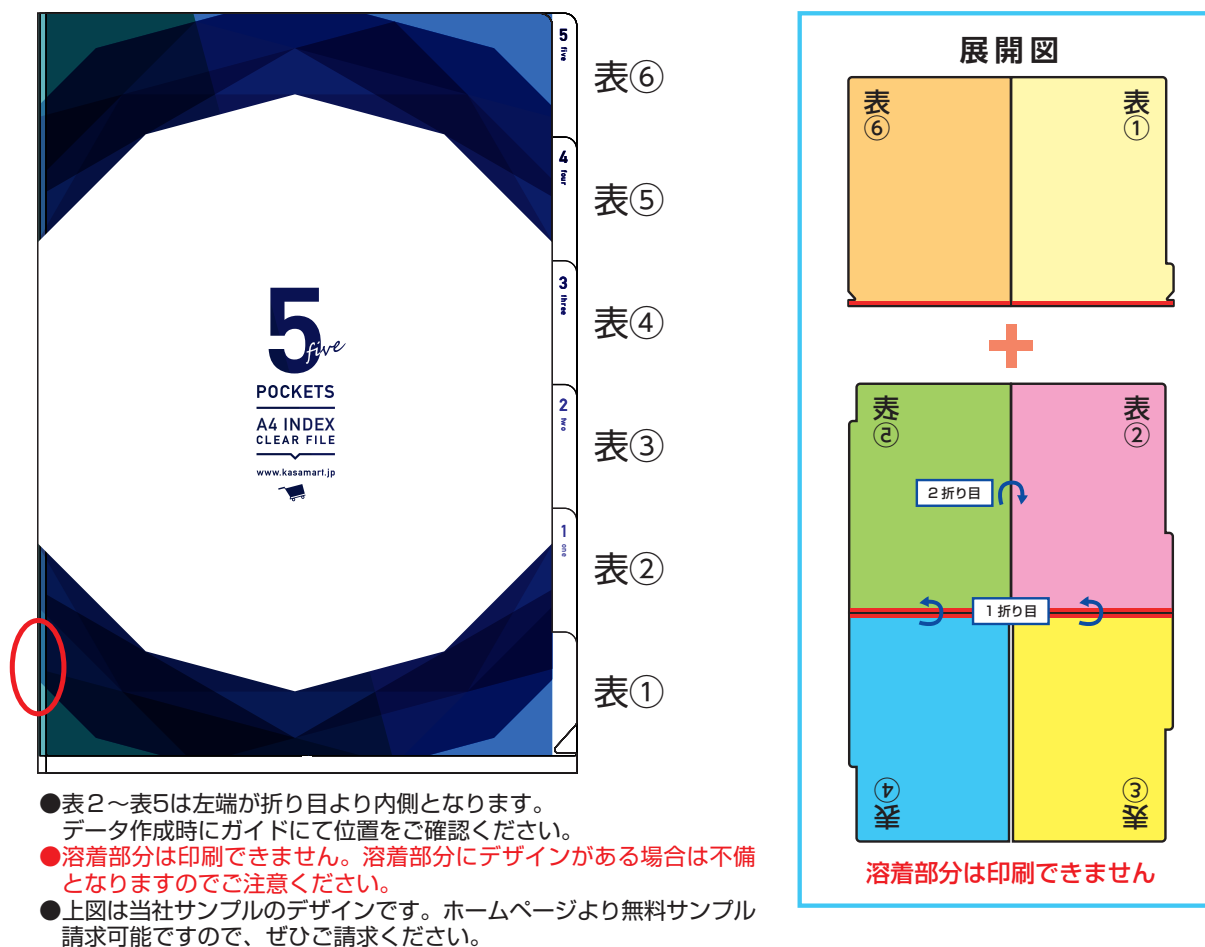 5
five
表⑥
4
four
表⑤
3
three
表④
5
five
POCKETS
A4 INDEX
CLEAR FILE
www.kasamart.jp
2
two
表③
1
one
表②
表①
●表2～表5は左端が折り目より内側となります。
データ作成時にガイドにて位置をご確認ください。
●溶着部分は印刷できません。溶着部分にデザインがある場合は不備
となりますのでご注意ください。
●上図は当社サンプルのデザインです。ホームページより無料サンプル
請求可能ですので、ぜひご請求ください。
展開図
表⑥
表①
表⑤
表②
2折り目
1折り目
表④
表③
溶着部分は印刷できません